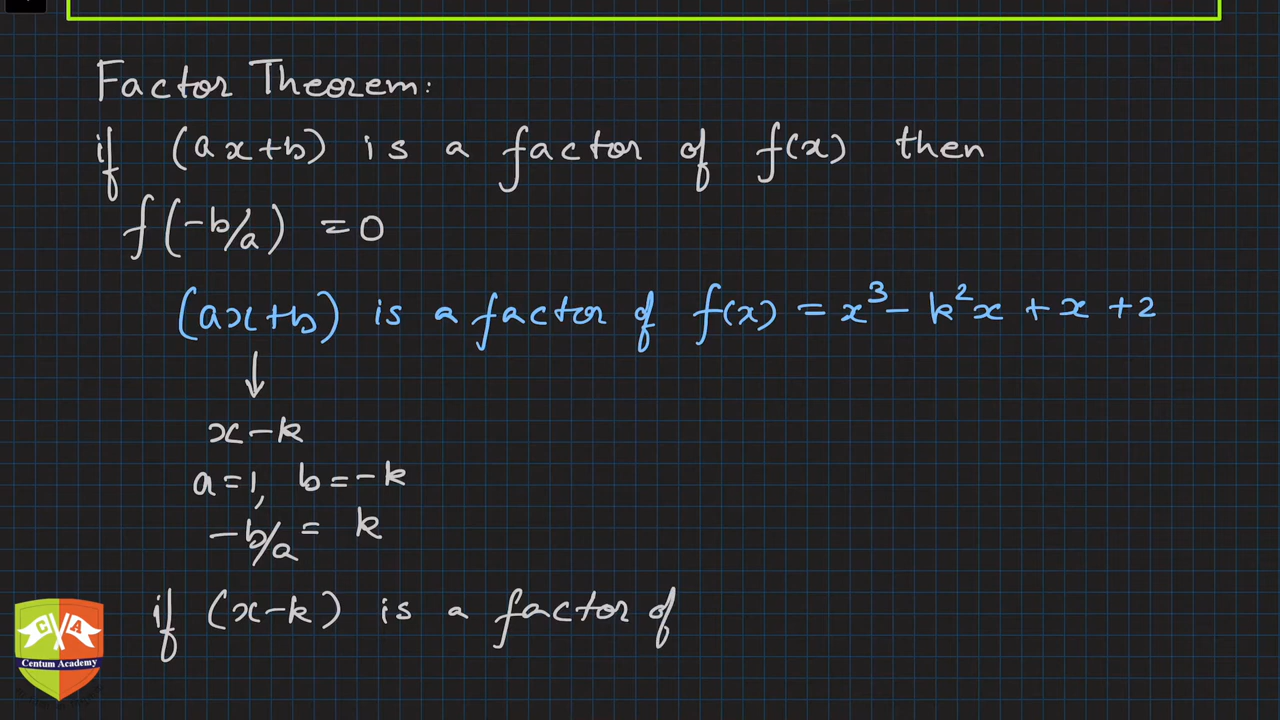 Factor Theorem:
if (ax+b) is a factor of f(x) then
f(-b/a) = 0
(ax+b) is a factor of f(x) = x³ - k²x + x + 2
↓
x-k
a=1, b=-k
-b/a = k
if (x-k) is a factor of
C A
Centum Academy